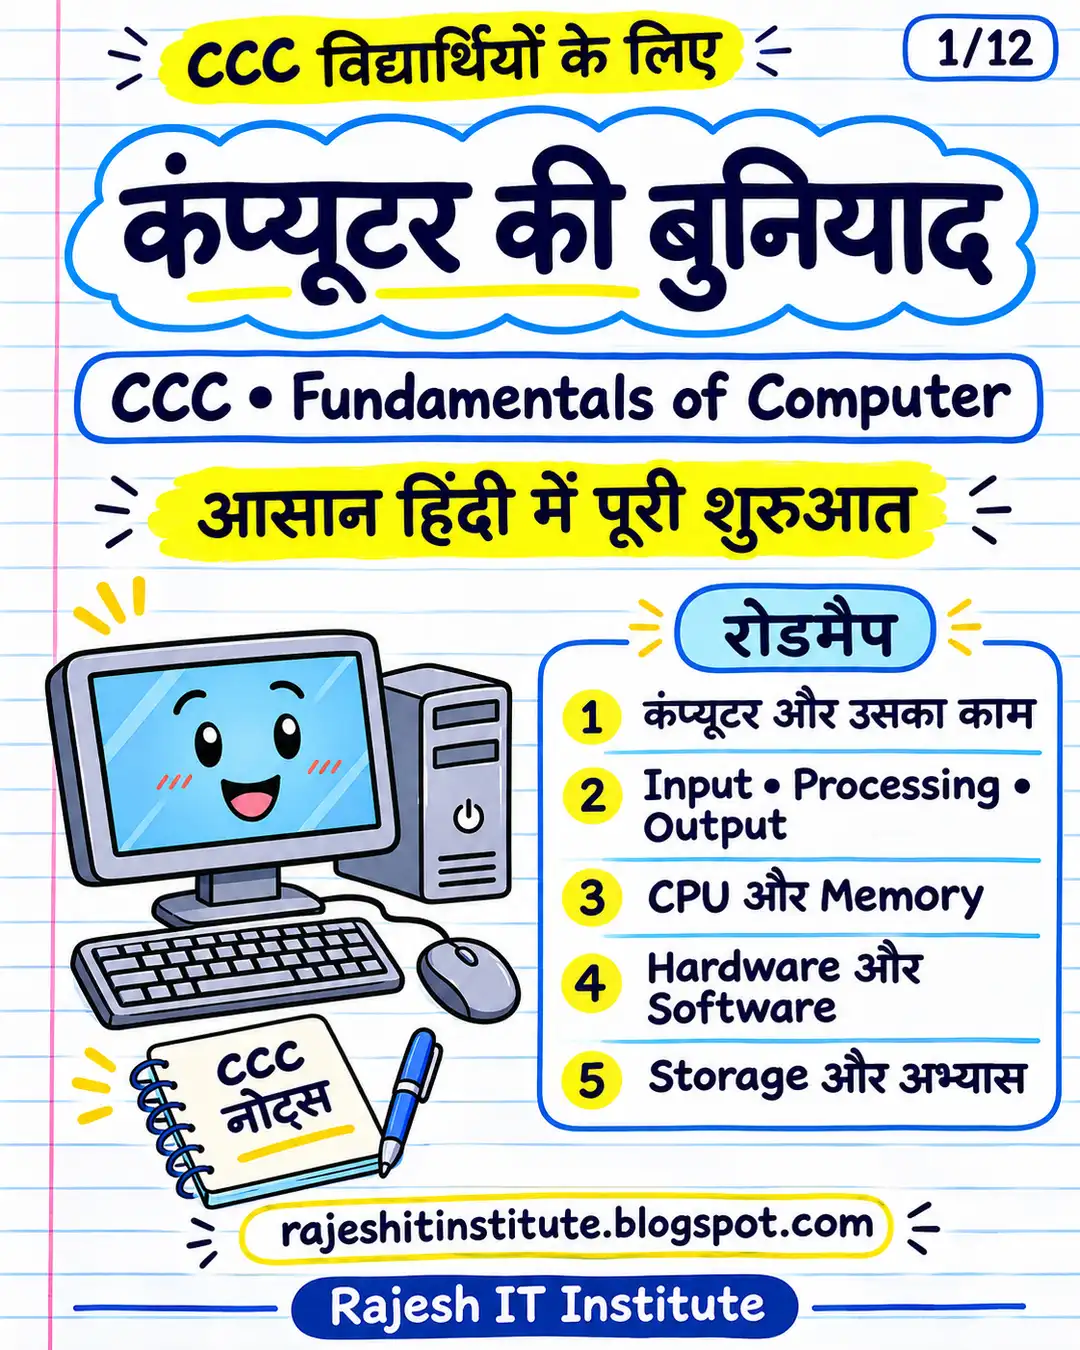 CCC विद्यार्थियों के लिए
1/12
कंप्यूटर की बुनियाद
CCC • Fundamentals of Computer
आसान हिंदी में पूरी शुरुआत
रोडमैप
1 कंप्यूटर और उसका काम
2 Input • Processing •
Output
3 CPU और Memory
4 Hardware और
Software
5 Storage और अभ्यास
CCC
नोट्स
rajeshitinstitute.blogspot.com
Rajesh IT Institute